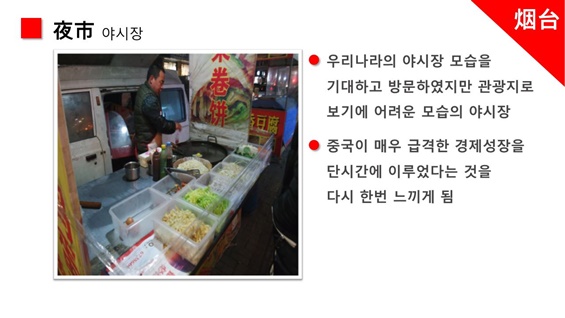 夜市 야시장
烟台
우리나라의 야시장 모습을
기대하고 방문하였지만 관광지로
보기에 어려운 모습의 야시장
중국이 매우 급격한 경제성장을
단시간에 이루었다는 것을
다시 한번 느끼게 됨
卷
饼
豆腐